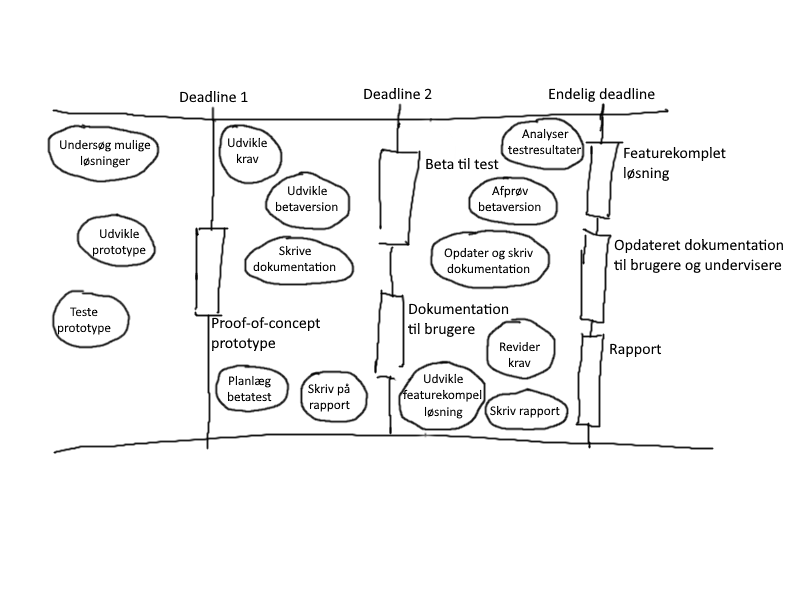 Deadline 1
Deadline 2
Endelig deadline
Undersøg mulige
løsninger
Udvikle
prototype
Teste
prototype
Proof-of-concept
prototype
Udvikle
krav
Udvikle
betaversion
Skrive
dokumentation
Planlæg
betatest
Skriv på
rapport
Beta til test
Dokumentation
til brugere
Analyser
testresultater
Afprøv
betaversion
Opdater og skriv
dokumentation
Revider
krav
Udvikle
featurekompel
løsning
Skriv rapport
Featurekomplet
løsning
Opdateret dokumentation
til brugere og undervisere
Rapport